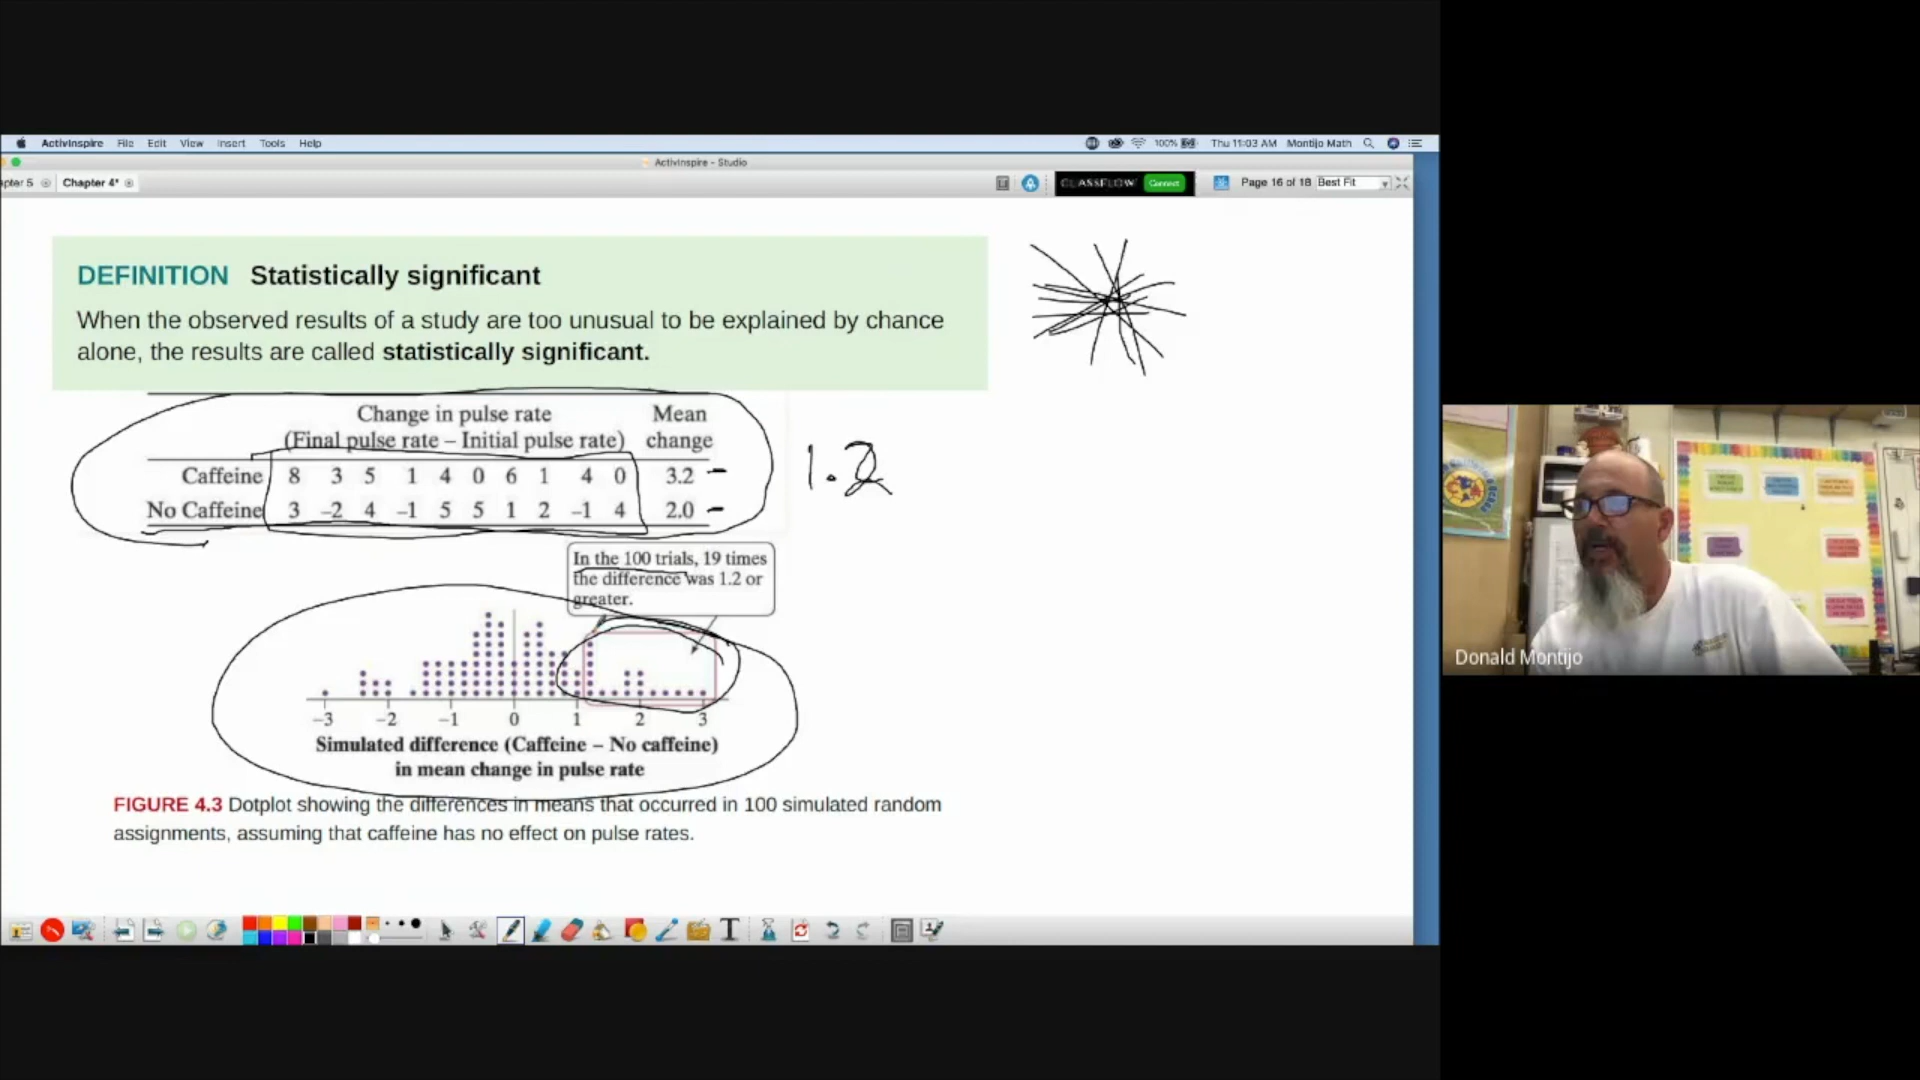 ActivInspire File Edit View Insert Tools Help 100% Thu 11:03 AM Montijo Math
ActivInspire - Studio
pter 5 Chapter 4* CLASSFLOW Connect Page 16 of 18 Best Fit
DEFINITION Statistically significant
When the observed results of a study are too unusual to be explained by chance
alone, the results are called statistically significant.
Change in pulse rate Mean
(Final pulse rate – Initial pulse rate) change
Caffeine 8 3 5 1 4 0 6 1 4 0 3.2
No Caffeine 3 –2 4 –1 5 5 1 2 –1 4 2.0
1.2
In the 100 trials, 19 times
the difference was 1.2 or
greater.
–3 –2 –1 0 1 2 3
Simulated difference (Caffeine – No caffeine)
in mean change in pulse rate
FIGURE 4.3 Dotplot showing the differences in means that occurred in 100 simulated random
assignments, assuming that caffeine has no effect on pulse rates.
T
Donald Montijo